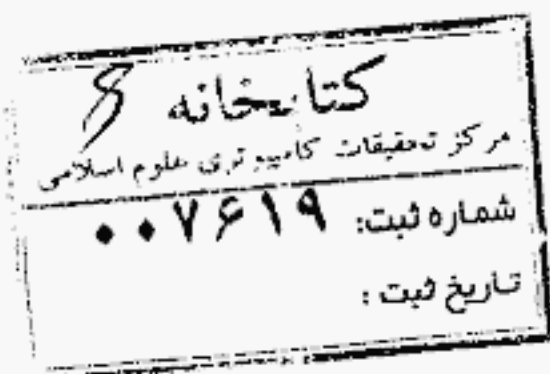 کتابخانه
مرکز تحقیقات کامپیوتری علوم اسلامی
شماره ثبت: ۰۰۷۶۱۹
تاریخ ثبت :